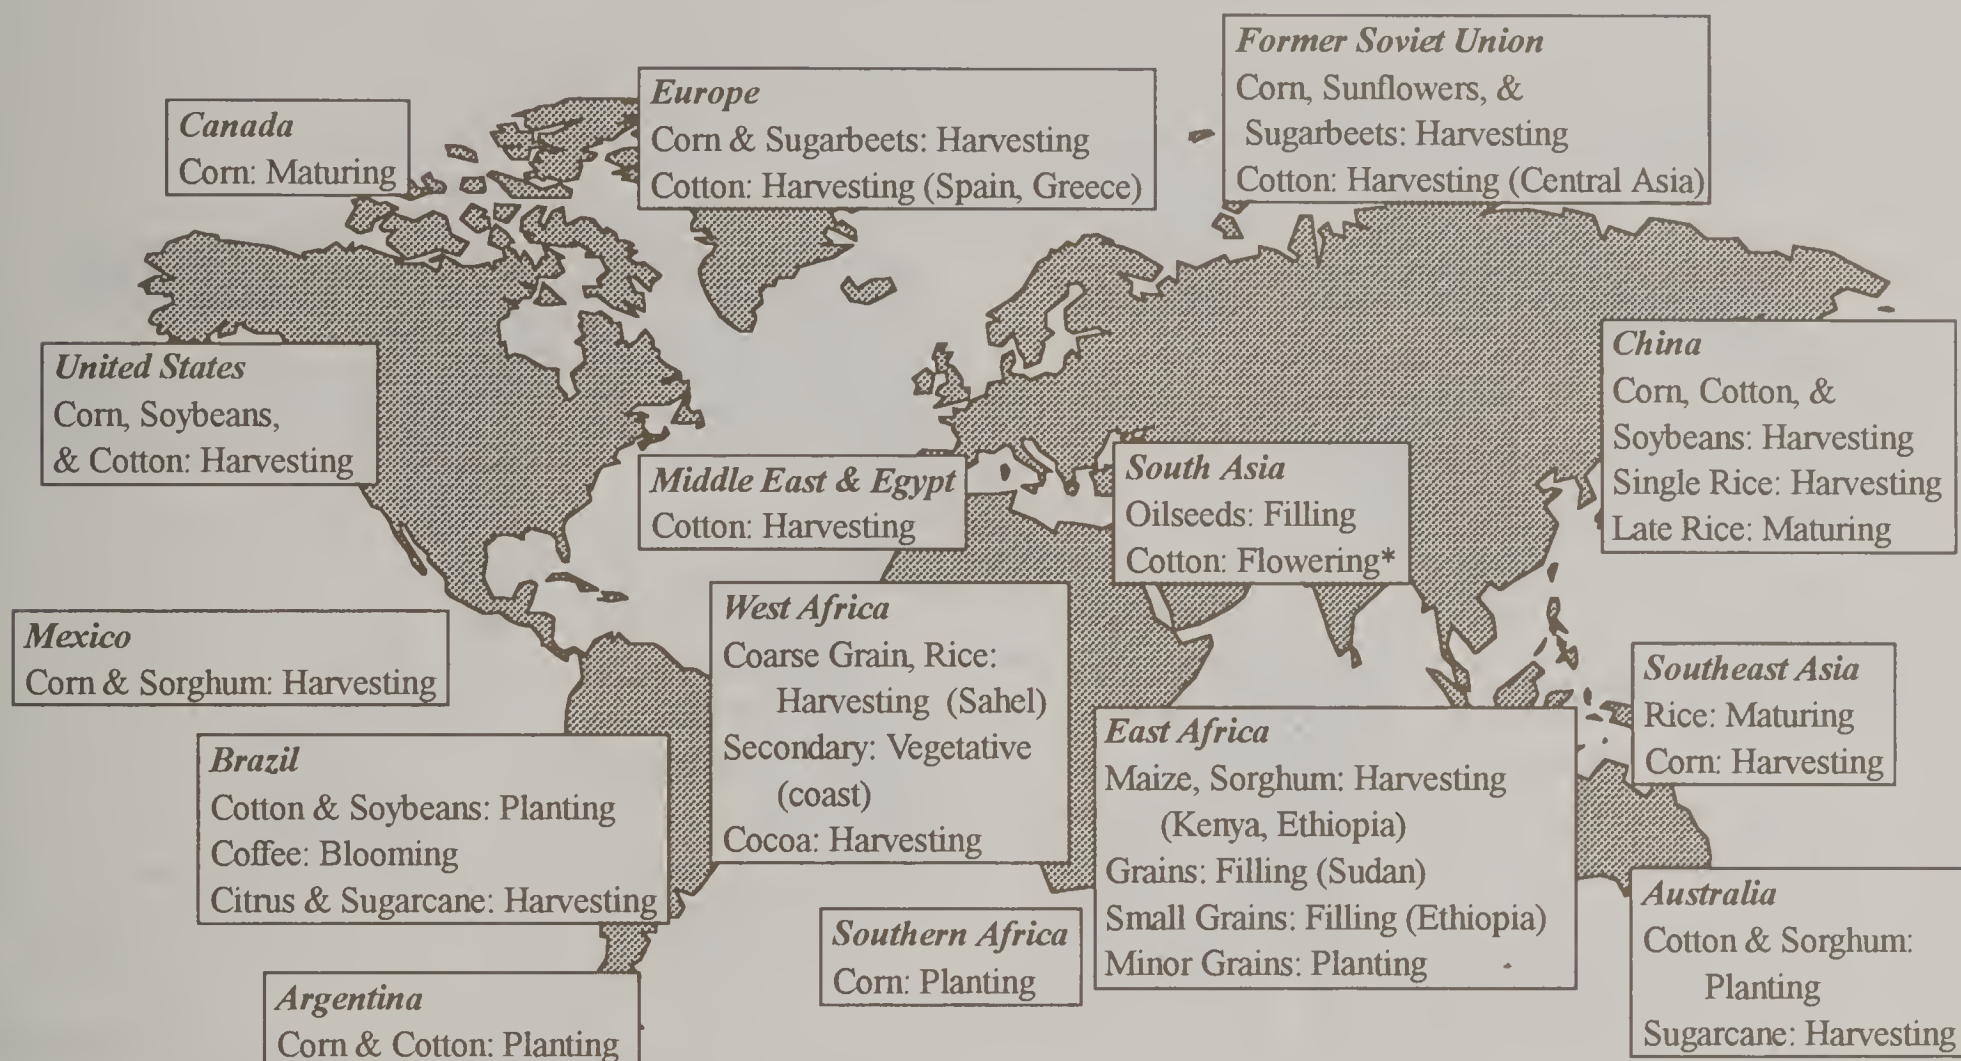 Former Soviet Union
Corn, Sunflowers, &
Sugarbeets: Harvesting
Cotton: Harvesting (Central Asia)
Europe
Corn & Sugarbeets: Harvesting
Cotton: Harvesting (Spain, Greece)
Canada
Corn: Maturing
United States
Corn, Soybeans,
& Cotton: Harvesting
China
Corn, Cotton, &
Soybeans: Harvesting
Single Rice: Harvesting
Late Rice: Maturing
Middle East & Egypt
Cotton: Harvesting
South Asia
Oilseeds: Filling
Cotton: Flowering*
West Africa
Coarse Grain, Rice:
Harvesting (Sahel)
Secondary: Vegetative
(coast)
Cocoa: Harvesting
Mexico
Corn & Sorghum: Harvesting
Southeast Asia
Rice: Maturing
Corn: Harvesting
East Africa
Maize, Sorghum: Harvesting
(Kenya, Ethiopia)
Grains: Filling (Sudan)
Small Grains: Filling (Ethiopia)
Minor Grains: Planting
Brazil
Cotton & Soybeans: Planting
Coffee: Blooming
Citrus & Sugarcane: Harvesting
Southern Africa
Corn: Planting
Australia
Cotton & Sorghum:
Planting
Sugarcane: Harvesting
Argentina
Corn & Cotton: Planting